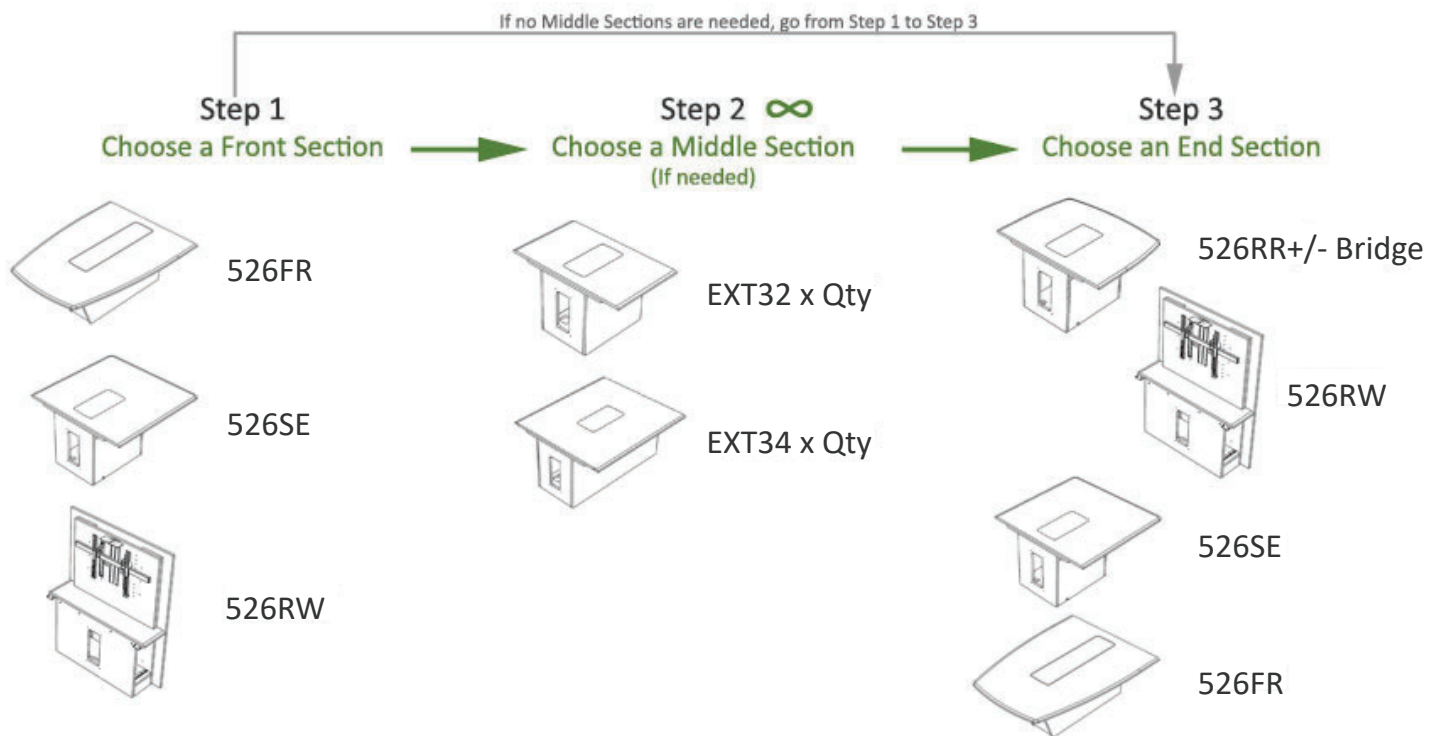 If no Middle Sections are needed, go from Step 1 to Step 3
Step 1
Choose a Front Section
Step 2 ∞
Choose a Middle Section
(If needed)
Step 3
Choose an End Section
526FR
526SE
526RW
EXT32 x Qty
EXT34 x Qty
526RR+/- Bridge
526RW
526SE
526FR